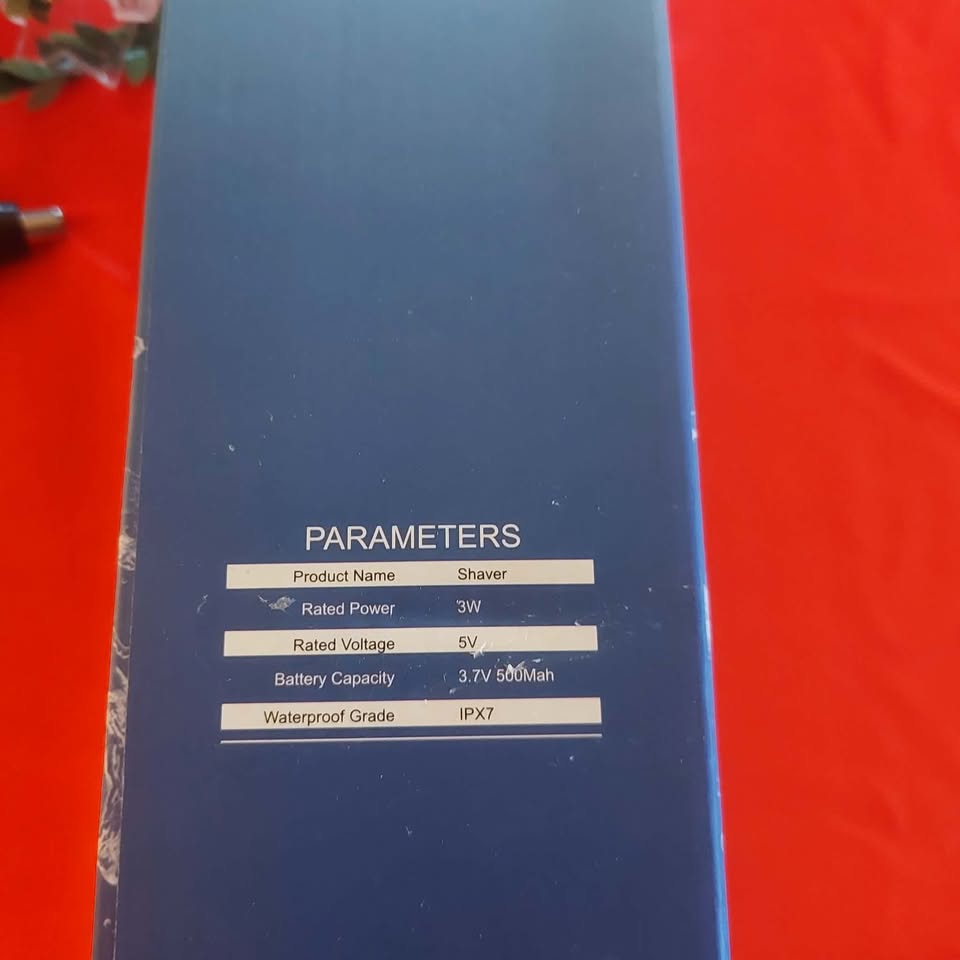 PARAMETERS
Product Name Shaver
Rated Power 3W
Rated Voltage 5V
Battery Capacity 3.7V 500Mah
Waterproof Grade IPX7